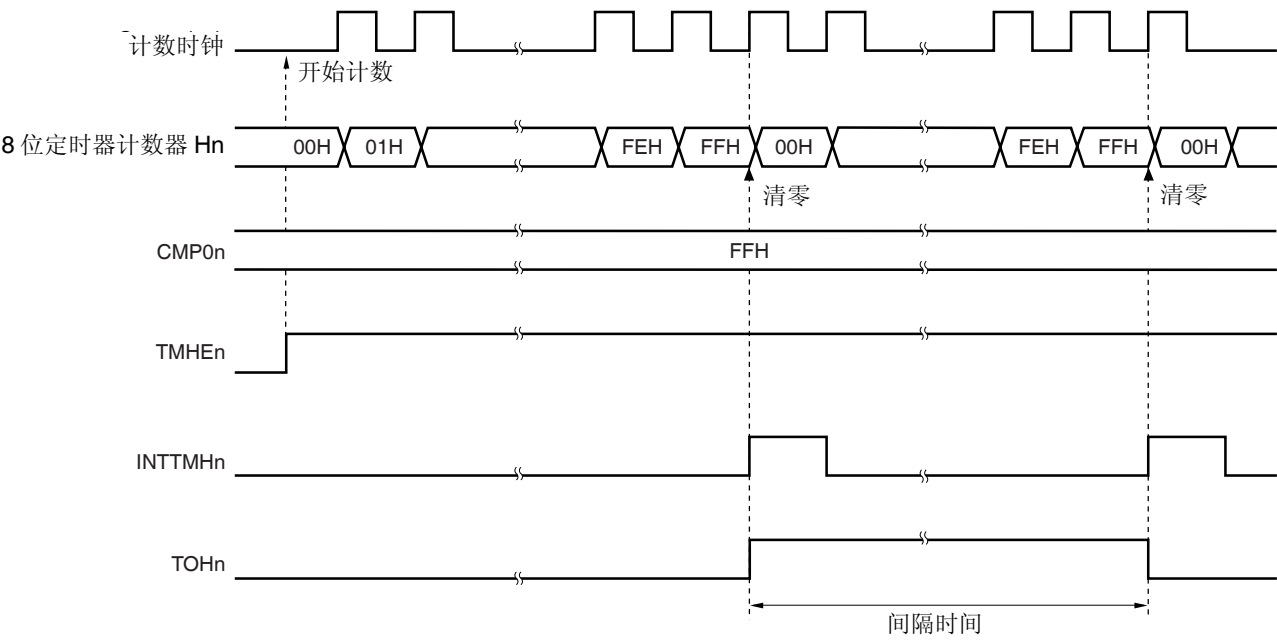 计数时钟
开始计数
8 位定时器计数器 Hn
00H 01H FEH FFH 00H FEH FFH 00H
清零 清零
CMP0n
FFH
TMHEn
INTTMHn
TOHn
间隔时间